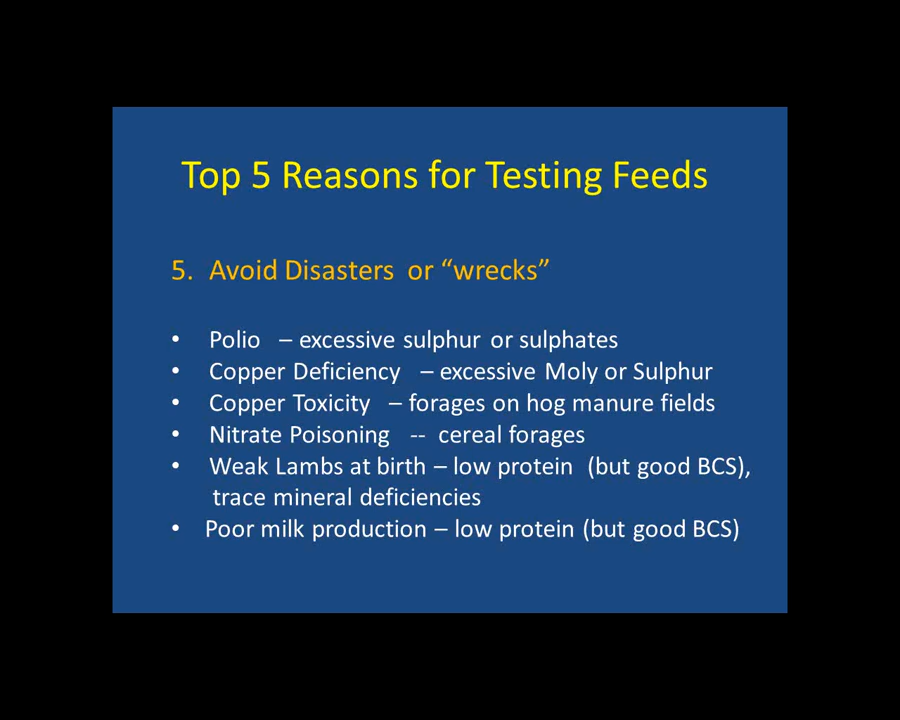 Top 5 Reasons for Testing Feeds
5. Avoid Disasters or “wrecks”
• Polio – excessive sulphur or sulphates
• Copper Deficiency – excessive Moly or Sulphur
• Copper Toxicity – forages on hog manure fields
• Nitrate Poisoning -- cereal forages
• Weak Lambs at birth – low protein (but good BCS),
trace mineral deficiencies
• Poor milk production – low protein (but good BCS)